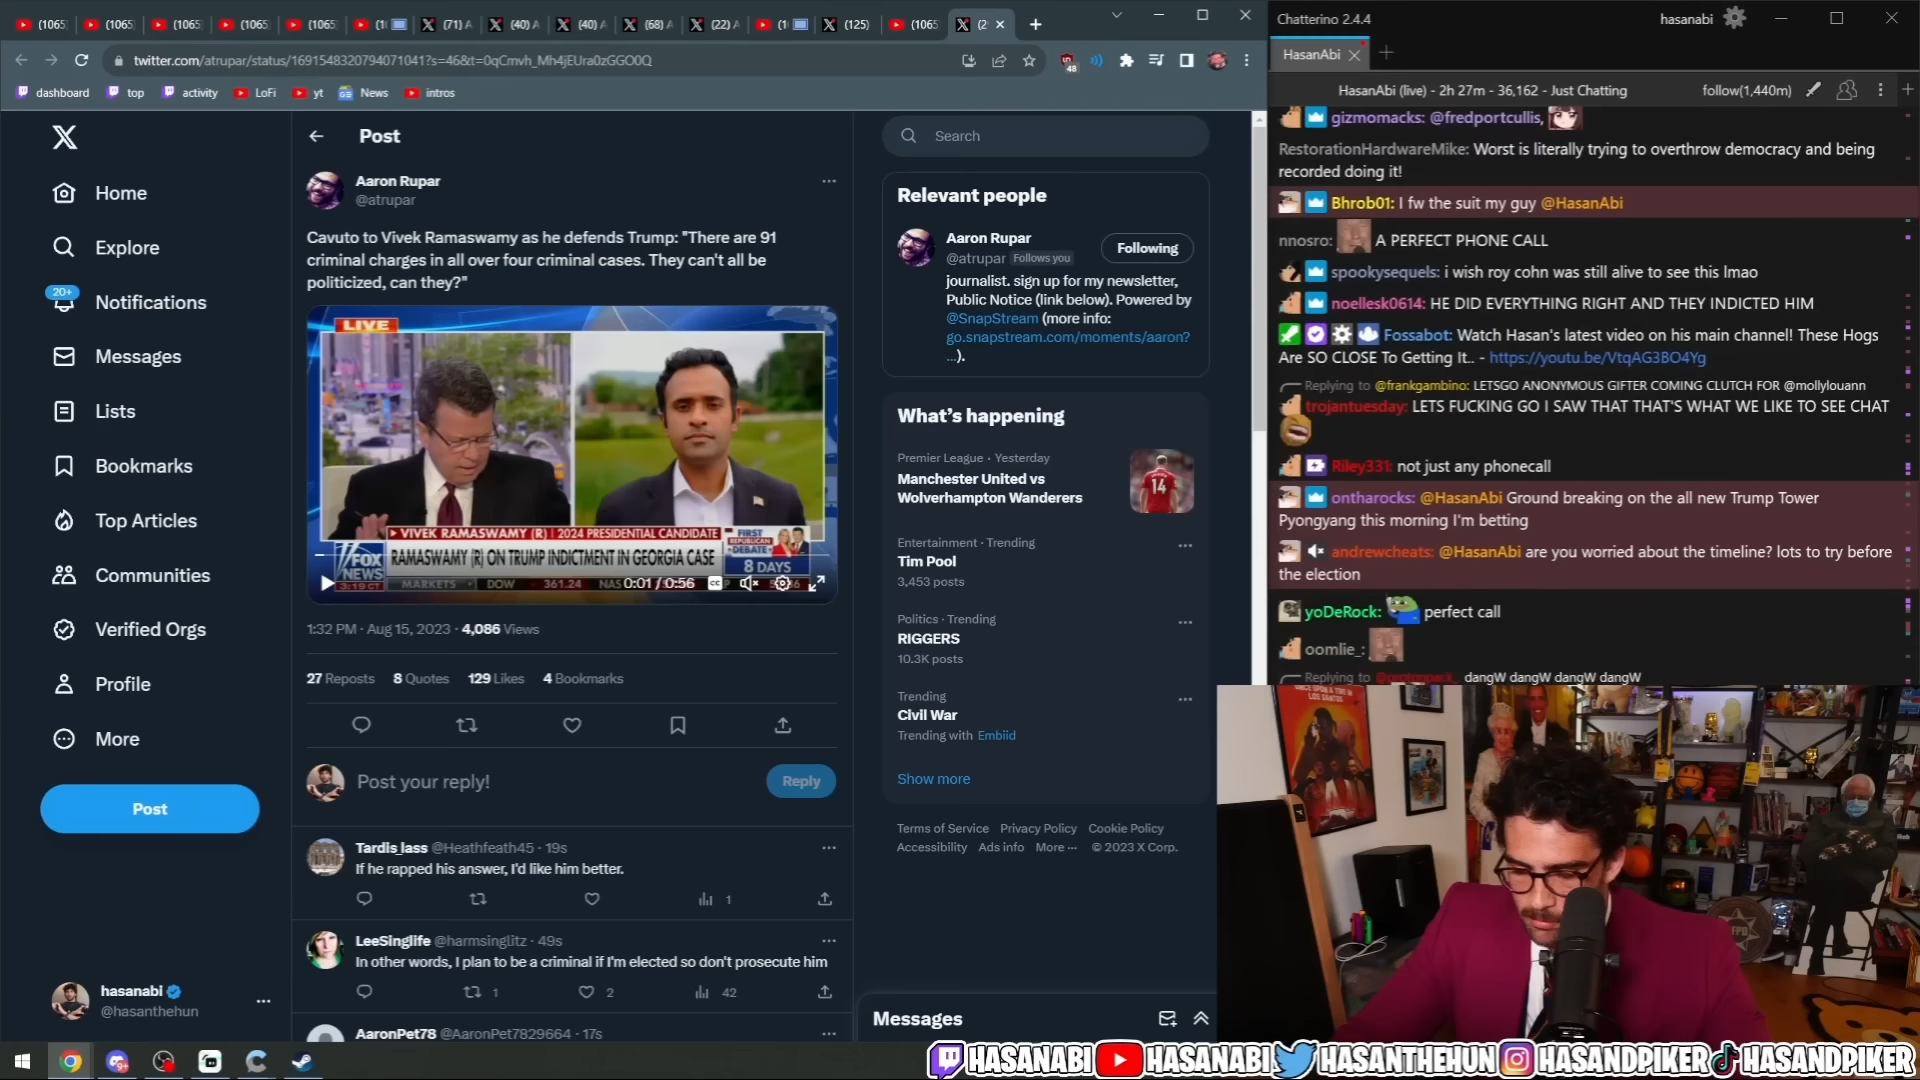 (1065
(1065
(1065
(1065
(1065
(1(
(71) A
(40) A
(40) A
(68) A
(22) A
(1(
(125)
(1065
(2
twitter.com/atrupar/status/1691548320794071041?s=46&t=0qCmvh_Mh4jEUra0zGGO0Q
48
dashboard
top
activity
LoFi
yt
News
intros
Home
Explore
20+
Notifications
Messages
Lists
Bookmarks
Top Articles
Communities
Verified Orgs
Profile
More
Post
hasanabi
@hasanthehun
Post
Aaron Rupar
@atrupar
Cavuto to Vivek Ramaswamy as he defends Trump: "There are 91
criminal charges in all over four criminal cases. They can't all be
politicized, can they?"
LIVE
VIVEK RAMASWAMY (R) | 2024 PRESIDENTIAL CANDIDATE
RAMASWAMY (R) ON TRUMP INDICTMENT IN GEORGIA CASE
FOX
NEWS
3:19 CT
MARKETS
DOW
361.24
NAS
FIRST
REPUBLICAN
DEBATE
8 DAYS
0:01 / 0:56
CC
1:32 PM · Aug 15, 2023 · 4,086 Views
27 Reposts 8 Quotes 129 Likes 4 Bookmarks
Post your reply!
Reply
Tardis_lass @Heathfeath45 · 19s
If he rapped his answer, I'd like him better.
1
LeeSinglife @harmsinglitz · 49s
In other words, I plan to be a criminal if I'm elected so don't prosecute him
1 2 42
AaronPet78 @AaronPet7829664 · 17s
Search
Relevant people
Aaron Rupar
@atrupar Follows you
Following
journalist. sign up for my newsletter,
Public Notice (link below). Powered by
@SnapStream (more info:
go.snapstream.com/moments/aaron?
...).
What's happening
Premier League · Yesterday
Manchester United vs
Wolverhampton Wanderers
14
Entertainment · Trending
Tim Pool
3,453 posts
Politics · Trending
RIGGERS
10.3K posts
Trending
Civil War
Trending with Embiid
Show more
Terms of Service Privacy Policy Cookie Policy
Accessibility Ads info More ··· © 2023 X Corp.
Messages
Chatterino 2.4.4
hasanabi
HasanAbi
HasanAbi (live) - 2h 27m - 36,162 - Just Chatting
follow(1,440m)
gizmomacks: @fredportcullis,
RestorationHardwareMike: Worst is literally trying to overthrow democracy and being
recorded doing it!
Bhrob01: I fw the suit my guy @HasanAbi
nnosro: A PERFECT PHONE CALL
spookysequels: i wish roy cohn was still alive to see this lmao
noellesk0614: HE DID EVERYTHING RIGHT AND THEY INDICTED HIM
Fossabot: Watch Hasan's latest video on his main channel! These Hogs
Are SO CLOSE To Getting It.. - https://youtu.be/VtqAG3BO4Yg
Replying to @frankgambino: LETSGO ANONYMOUS GIFTER COMING CLUTCH FOR @mollylouann
trojantuesday: LETS FUCKING GO I SAW THAT THAT'S WHAT WE LIKE TO SEE CHAT
Riley331: not just any phonecall
ontharocks: @HasanAbi Ground breaking on the all new Trump Tower
Pyongyang this morning I'm betting
andrewcheats: @HasanAbi are you worried about the timeline? lots to try before
the election
yoDeRock: perfect call
oomlie_:
Replying to dangW dangW dangW dangW
HASANABI HASANABI HASANTHEHUN HASANDPIKER HASANDPIKER